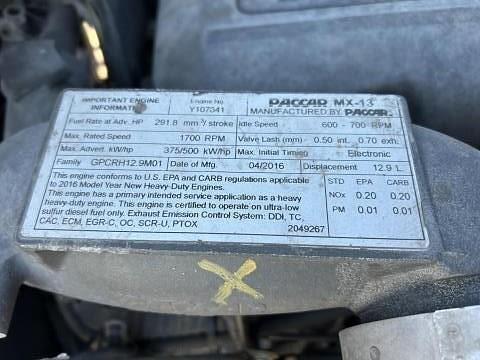 IMPORTANT ENGINE INFORMATION
Engine No
Y107341
PACCAR MX-13
MANUFACTURED BY PACCAR
Fuel Rate at Adv. HP 291.8 mm³/stroke Idle Speed 600 - 700 RPM
Max. Rated Speed 1700 RPM Valve Lash (mm) 0.50 int. 0.70 exh.
Max. Advert. kW/hp 375/500 kW/hp Max. Initial Timing Electronic
Family GPCRH12.9M01 Date of Mfg. 04/2016 Displacement 12.9 L
This engine conforms to U.S. EPA and CARB regulations applicable
to 2016 Model Year New Heavy-Duty Engines.
This engine has a primary intended service application as a heavy
heavy-duty engine. This engine is certified to operate on ultra-low
sulfur diesel fuel only. Exhaust Emission Control System: DDI, TC,
CAC, ECM, EGR-C, OC, SCR-U, PTOX
STD EPA CARB
NOx 0.20 0.20
PM 0.01 0.01
2049267
X